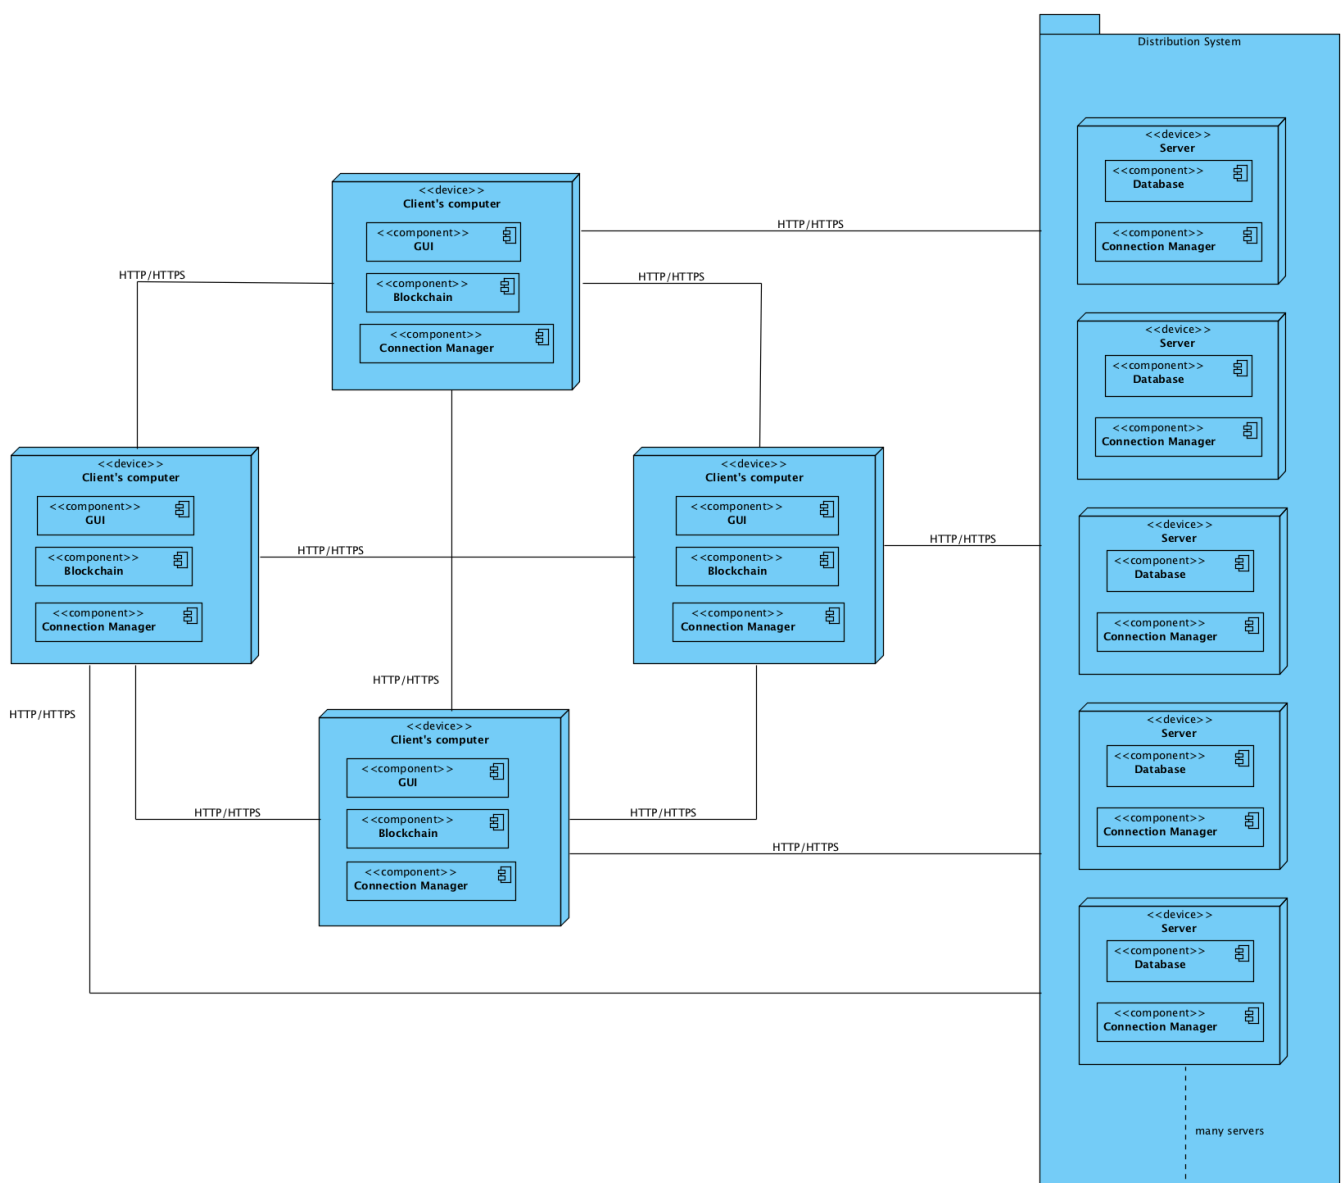 Distribution System
<<device>>
Server
<<component>>
Database
<<component>>
Connection Manager
<<device>>
Client's computer
<<component>>
GUI
<<component>>
Blockchain
<<component>>
Connection Manager
HTTP/HTTPS
HTTP/HTTPS
HTTP/HTTPS
<<device>>
Server
<<component>>
Database
<<component>>
Connection Manager
<<device>>
Client's computer
<<component>>
GUI
<<component>>
Blockchain
<<component>>
Connection Manager
HTTP/HTTPS
<<device>>
Client's computer
<<component>>
GUI
<<component>>
Blockchain
<<component>>
Connection Manager
HTTP/HTTPS
<<device>>
Server
<<component>>
Database
<<component>>
Connection Manager
HTTP/HTTPS
HTTP/HTTPS
<<device>>
Client's computer
<<component>>
GUI
<<component>>
Blockchain
<<component>>
Connection Manager
HTTP/HTTPS
HTTP/HTTPS
HTTP/HTTPS
<<device>>
Server
<<component>>
Database
<<component>>
Connection Manager
<<device>>
Server
<<component>>
Database
<<component>>
Connection Manager
many servers